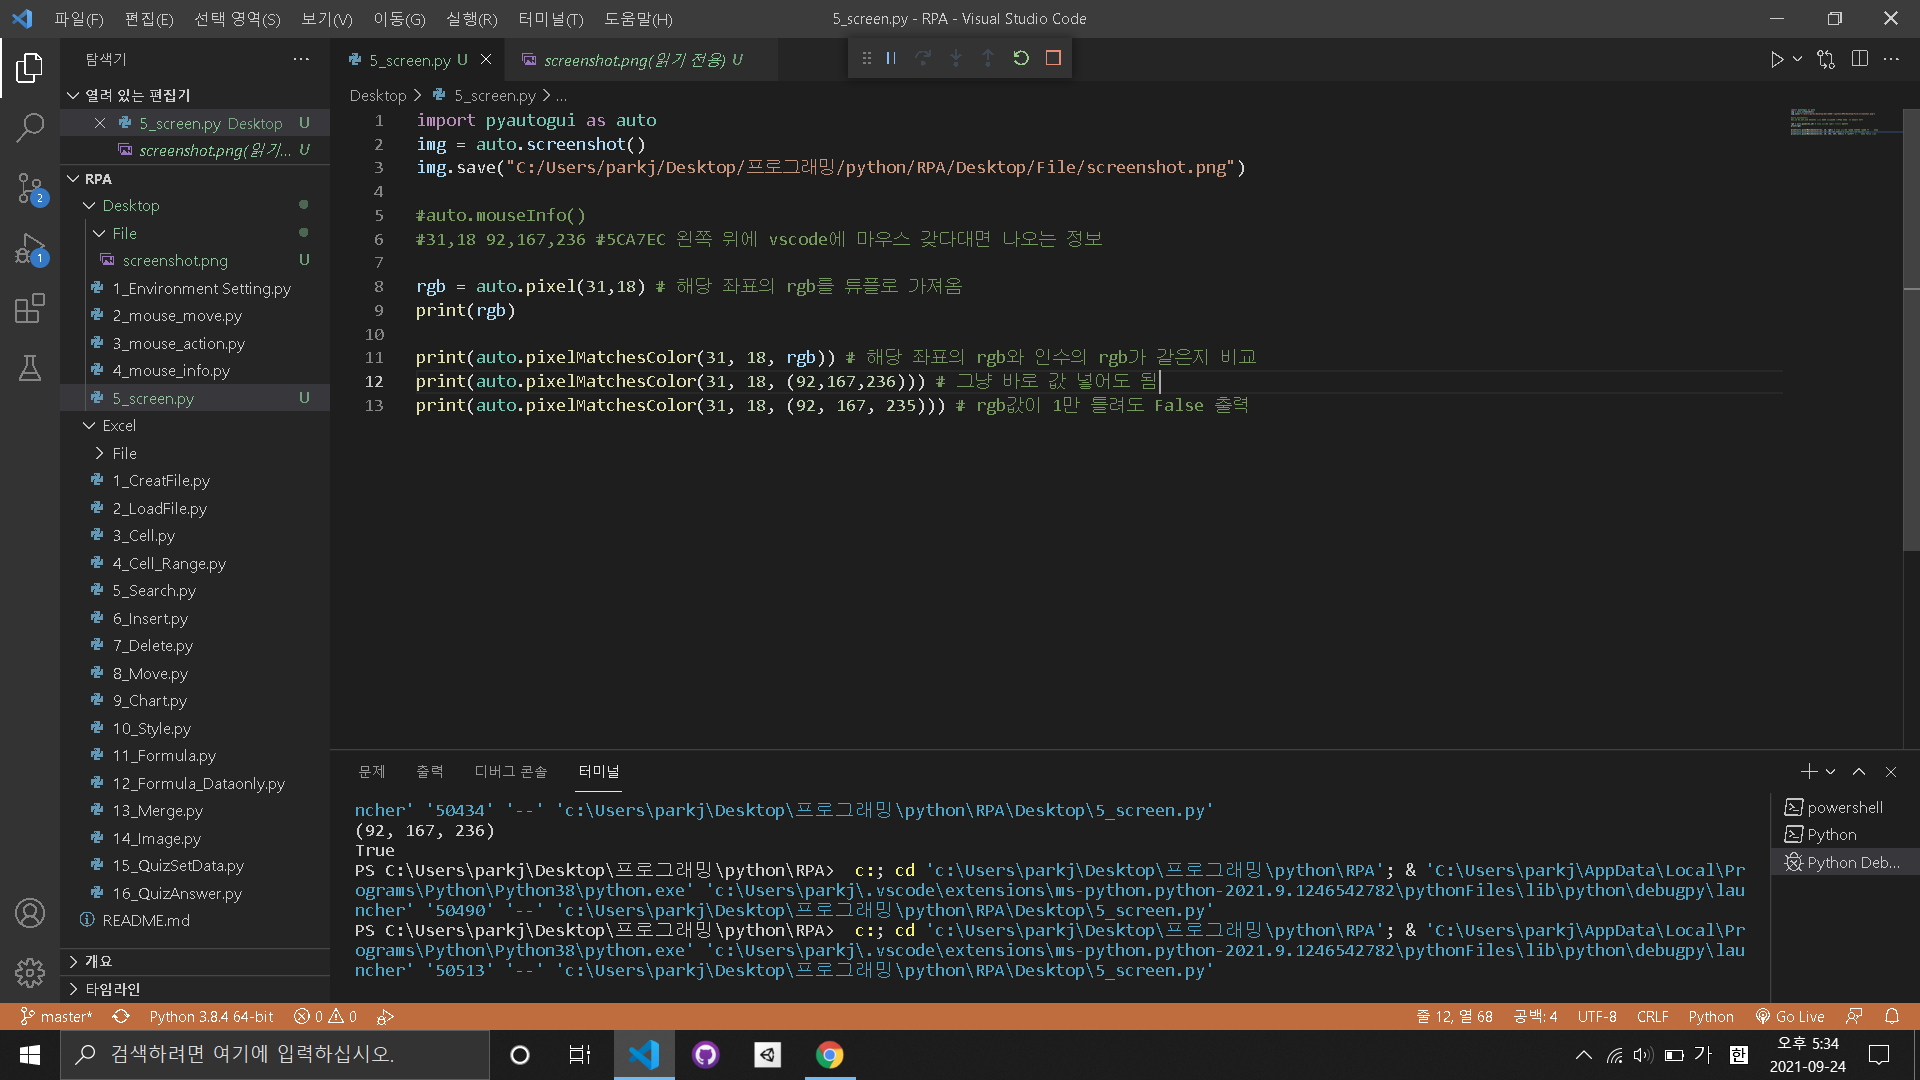 파일(F) 편집(E) 선택 영역(S) 보기(V) 이동(G) 실행(R) 터미널(T) 도움말(H)
5_screen.py - RPA - Visual Studio Code
탐색기
열려 있는 편집기
5_screen.py Desktop U
screenshot.png(읽기... U
RPA
Desktop
File
screenshot.png U
1_Environment Setting.py
2_mouse_move.py
3_mouse_action.py
4_mouse_info.py
5_screen.py U
Excel
File
1_CreatFile.py
2_LoadFile.py
3_Cell.py
4_Cell_Range.py
5_Search.py
6_Insert.py
7_Delete.py
8_Move.py
9_Chart.py
10_Style.py
11_Formula.py
12_Formula_Dataonly.py
13_Merge.py
14_Image.py
15_QuizSetData.py
16_QuizAnswer.py
README.md
개요
타임라인
2
1
5_screen.py U
screenshot.png(읽기 전용) U
Desktop > 5_screen.py > ...
1 import pyautogui as auto
2 img = auto.screenshot()
3 img.save("C:/Users/parkj/Desktop/프로그래밍/python/RPA/Desktop/File/screenshot.png")
4
5 #auto.mouseInfo()
6 #31,18 92,167,236 #5CA7EC 왼쪽 위에 vscode에 마우스 갖다대면 나오는 정보
7
8 rgb = auto.pixel(31,18) # 해당 좌표의 rgb를 튜플로 가져옴
9 print(rgb)
10
11 print(auto.pixelMatchesColor(31, 18, rgb)) # 해당 좌표의 rgb와 인수의 rgb가 같은지 비교
12 print(auto.pixelMatchesColor(31, 18, (92,167,236))) # 그냥 바로 값 넣어도 됨
13 print(auto.pixelMatchesColor(31, 18, (92, 167, 235))) # rgb값이 1만 틀려도 False 출력
문제 출력 디버그 콘솔 터미널
ncher' '50434' '--' 'c:\Users\parkj\Desktop\프로그래밍\python\RPA\Desktop\5_screen.py'
(92, 167, 236)
True
PS C:\Users\parkj\Desktop\프로그래밍\python\RPA>  c:; cd 'c:\Users\parkj\Desktop\프로그래밍\python\RPA'; & 'C:\Users\parkj\AppData\Local\Pr
ograms\Python\Python38\python.exe' 'c:\Users\parkj\.vscode\extensions\ms-python.python-2021.9.1246542782\pythonFiles\lib\python\debugpy\lau
ncher' '50490' '--' 'c:\Users\parkj\Desktop\프로그래밍\python\RPA\Desktop\5_screen.py'
PS C:\Users\parkj\Desktop\프로그래밍\python\RPA>  c:; cd 'c:\Users\parkj\Desktop\프로그래밍\python\RPA'; & 'C:\Users\parkj\AppData\Local\Pr
ograms\Python\Python38\python.exe' 'c:\Users\parkj\.vscode\extensions\ms-python.python-2021.9.1246542782\pythonFiles\lib\python\debugpy\lau
ncher' '50513' '--' 'c:\Users\parkj\Desktop\프로그래밍\python\RPA\Desktop\5_screen.py'
powershell
Python
Python Deb...
master* Python 3.8.4 64-bit 0 0
줄 12, 열 68 공백: 4 UTF-8 CRLF Python Go Live
검색하려면 여기에 입력하십시오.
가 한
오후 5:34
2021-09-24